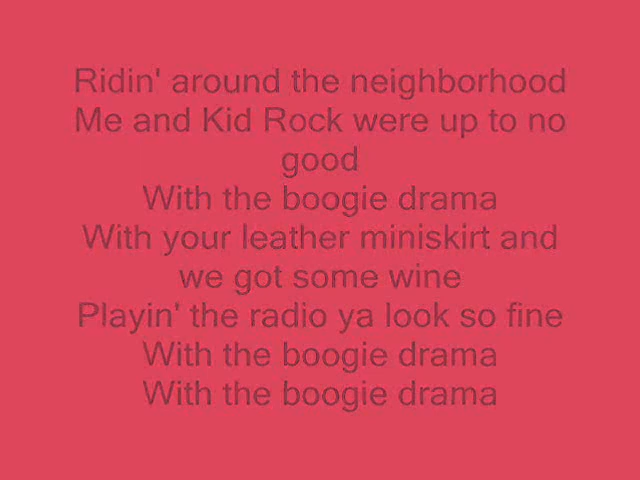 Ridin' around the neighborhood
Me and Kid Rock were up to no
good
With the boogie drama
With your leather miniskirt and
we got some wine
Playin' the radio ya look so fine
With the boogie drama
With the boogie drama